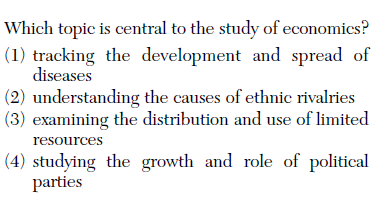 Which topic is central to the study of economics?
(1) tracking the development and spread of
diseases
(2) understanding the causes of ethnic rivalries
(3) examining the distribution and use of limited
resources
(4) studying the growth and role of political
parties